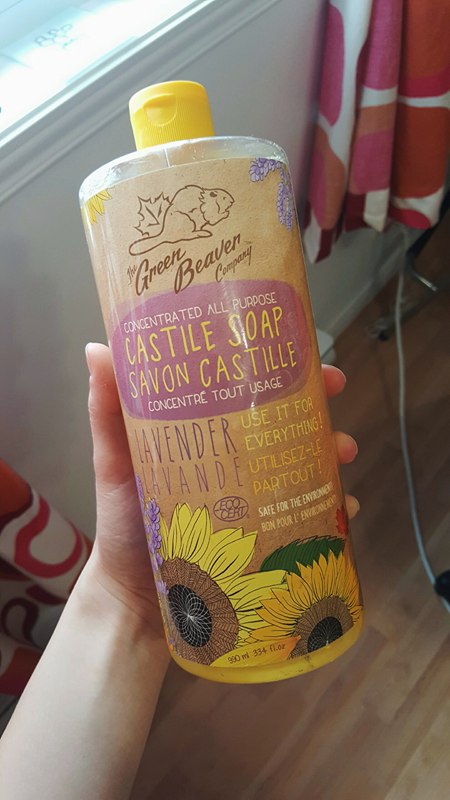 The
Green
Beaver
Company
CONCENTRATED ALL PURPOSE
CASTILE SOAP
SAVON CASTILLE
CONCENTRÉ TOUT USAGE
LAVENDER
LAVANDE
USE IT FOR
EVERYTHING!
UTILISEZ-LE
PARTOUT!
ECO
CERT
SAFE FOR THE ENVIRONMENT!
BON POUR L'ENVIRONNEMENT!
990 ml 33.4 fl.oz